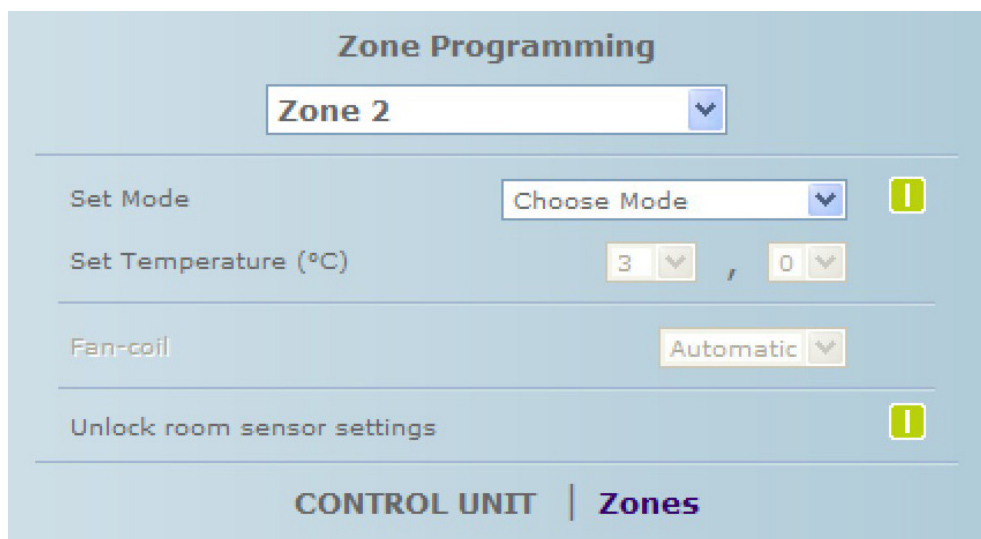 Zone Programming
Zone 2
Set Mode Choose Mode
Set Temperature (°C) 3 , 0
Fan-coil Automatic
Unlock room sensor settings
CONTROL UNIT | Zones